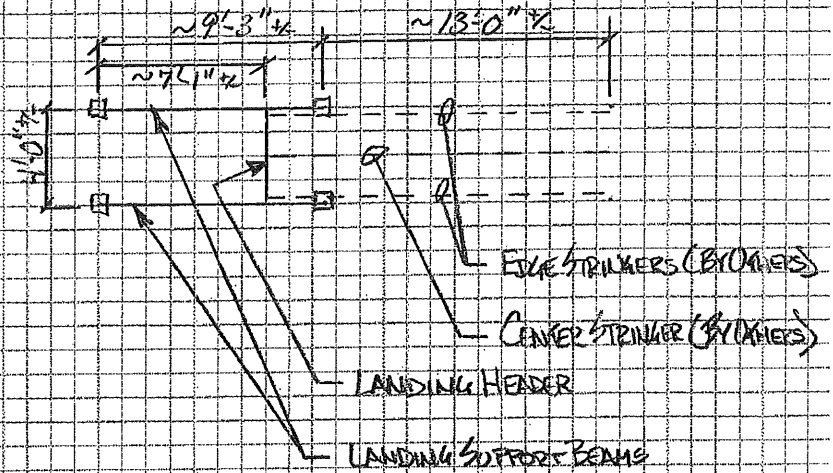 ~9'-3" +/-
~13'-0" +/-
~7'-1" +/-
4'-0" +/-
EDGE STRINGERS (BY OTHERS)
CENTER STRINGER (BY OTHERS)
LANDING HEADER
LANDING SUPPORT BEAMS